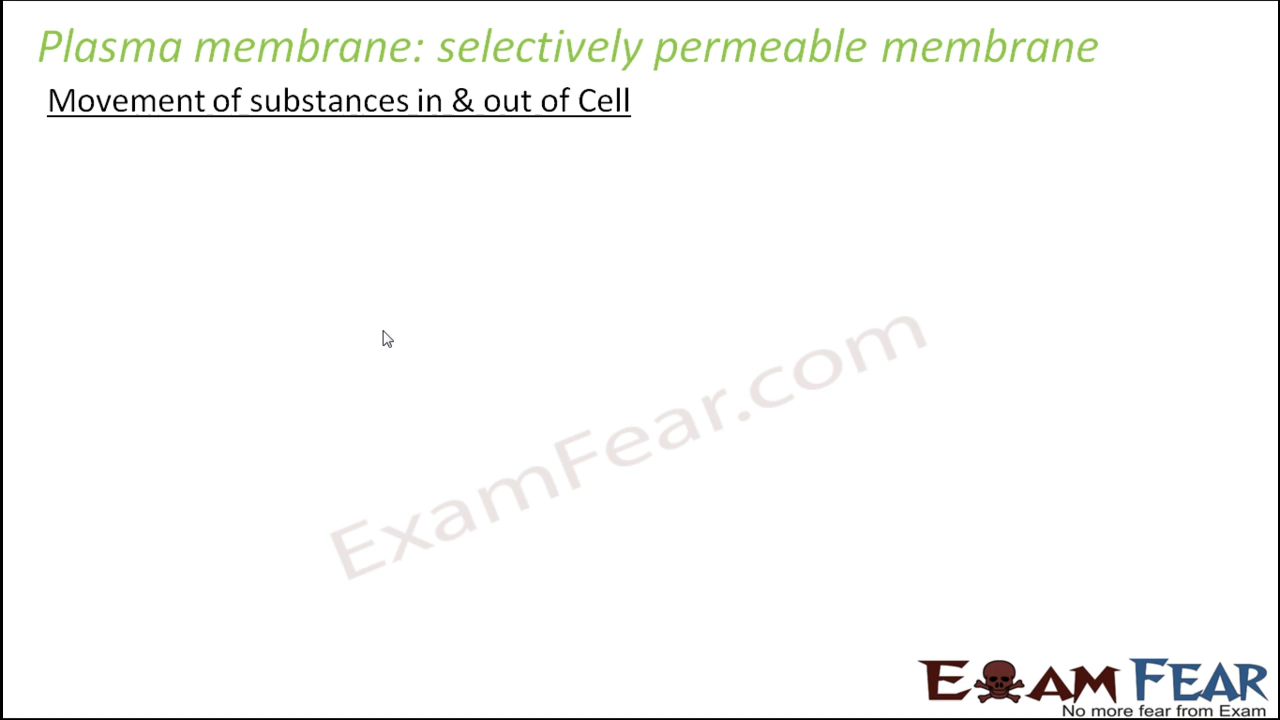 Plasma membrane: selectively permeable membrane
Movement of substances in & out of Cell
ExamFear.com
EXAM FEAR
No more fear from Exam